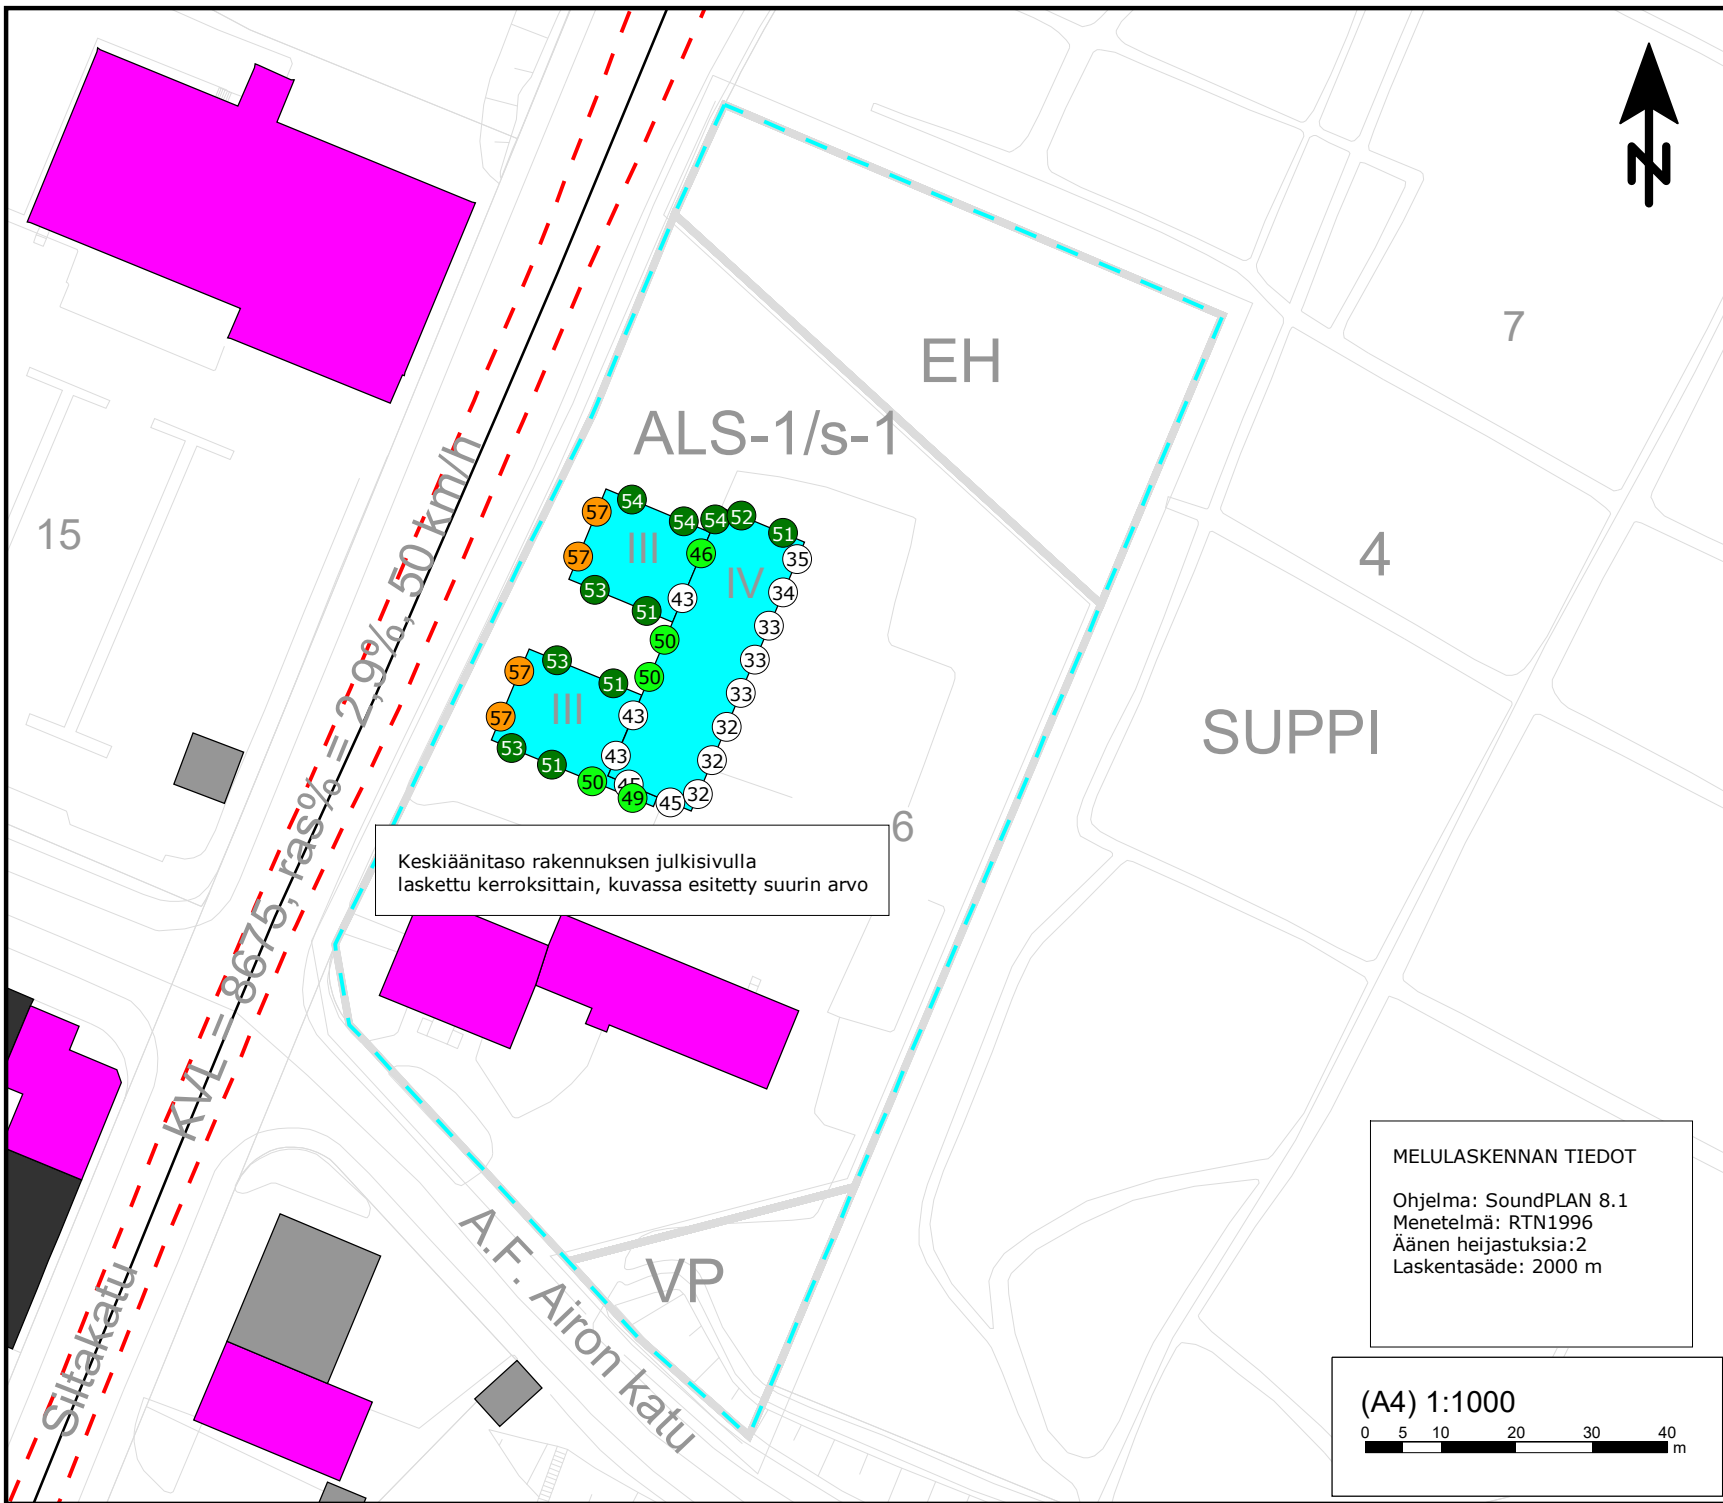 N
7
EH
ALS-1/s-1
15
4
SUPPI
6
III
IV
III
57
54
54
54
52
51
57
46
35
53
43
34
51
50
33
53
50
33
57
51
33
57
43
32
53
43
32
51
50
45
49
45
32
Siltakatu
KVL = 8675, ras% = 2,9%, 50 km/h
Keskiäänitaso rakennuksen julkisivulla
laskettu kerroksittain, kuvassa esitetty suurin arvo
A.F. Airon katu
VP
MELULASKENNAN TIEDOT
Ohjelma: SoundPLAN 8.1
Menetelmä: RTN1996
Äänen heijastuksia:2
Laskentasäde: 2000 m
(A4) 1:1000
0 5 10 20 30 40
m